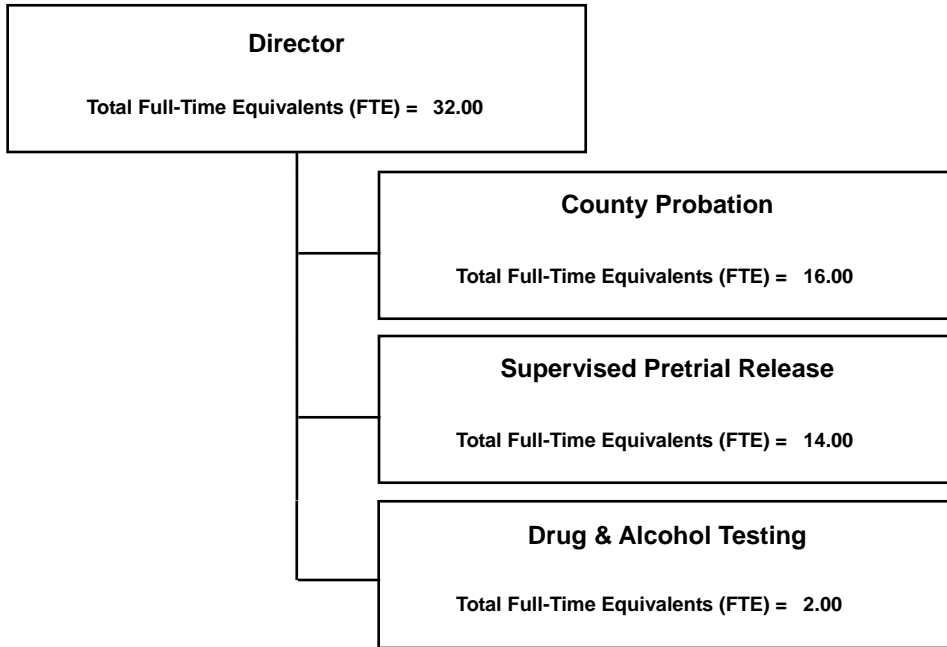 Director
Total Full-Time Equivalents (FTE) = 32.00
County Probation
Total Full-Time Equivalents (FTE) = 16.00
Supervised Pretrial Release
Total Full-Time Equivalents (FTE) = 14.00
Drug & Alcohol Testing
Total Full-Time Equivalents (FTE) = 2.00